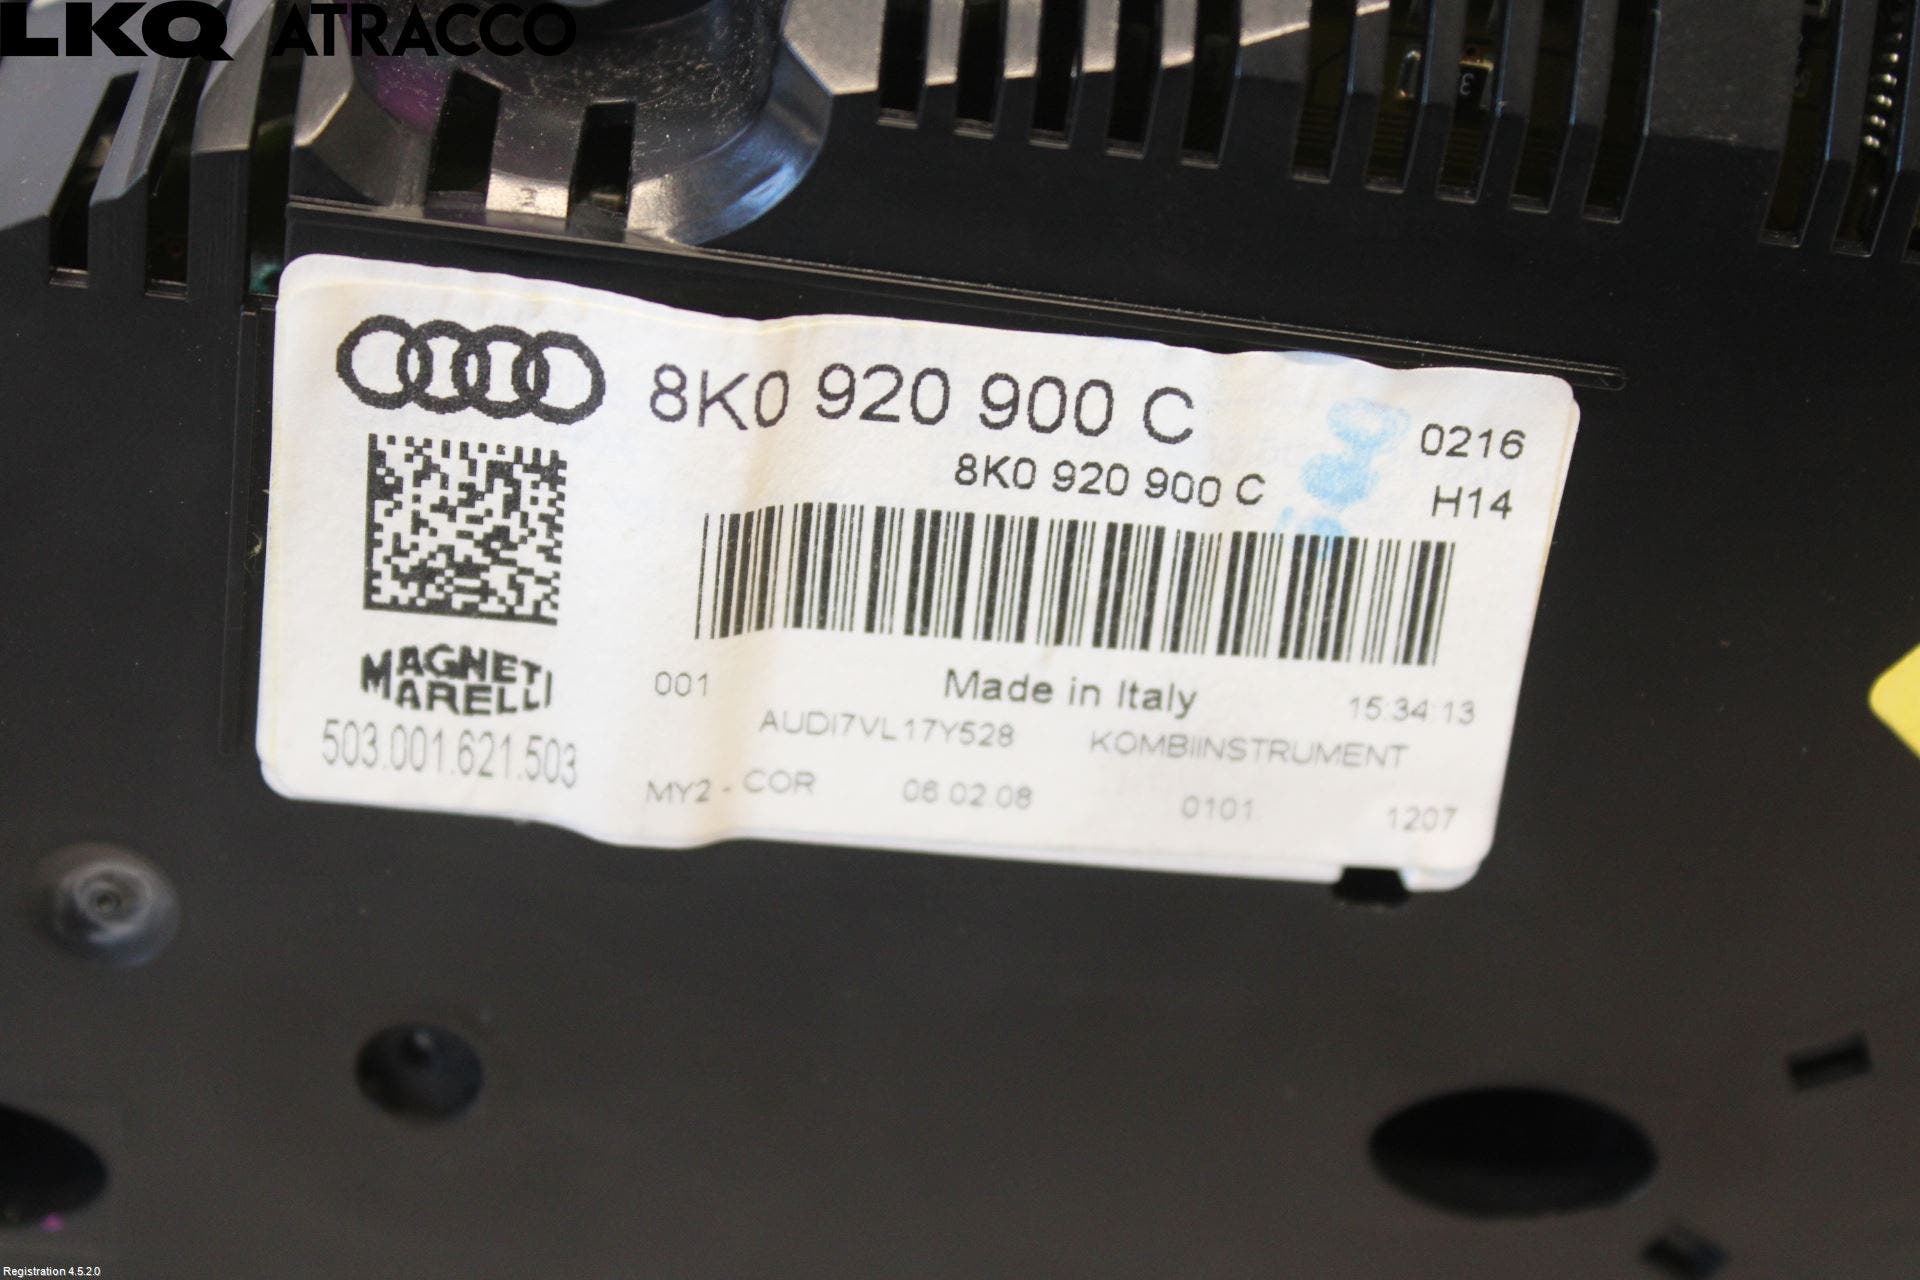 LKQ ATRACCO
8K0 920 900 C
0216
8K0 920 900 C
H14
MAGNETI
MARELLI
001
Made in Italy
15:34:13
503.001.621.503
AUDI7VL17Y528
KOMBIINSTRUMENT
MY2 - COR
06.02.08
0101
1207
Registration 4.5.2.0